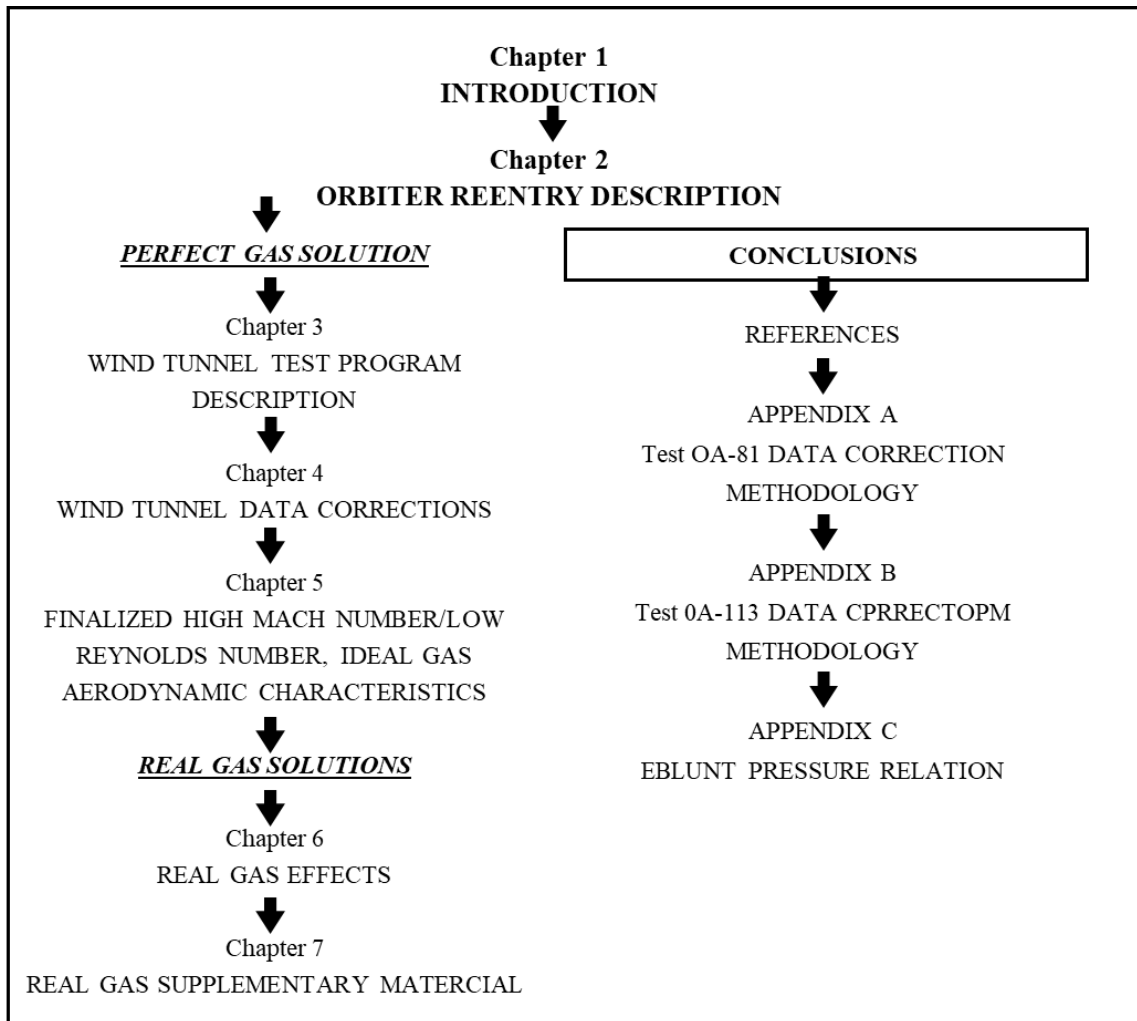 Chapter 1
INTRODUCTION
Chapter 2
ORBITER REENTRY DESCRIPTION
PERFECT GAS SOLUTION
Chapter 3
WIND TUNNEL TEST PROGRAM
DESCRIPTION
Chapter 4
WIND TUNNEL DATA CORRECTIONS
Chapter 5
FINALIZED HIGH MACH NUMBER/LOW
REYNOLDS NUMBER, IDEAL GAS
AERODYNAMIC CHARACTERISTICS
REAL GAS SOLUTIONS
Chapter 6
REAL GAS EFFECTS
Chapter 7
REAL GAS SUPPLEMENTARY MATERCIAL
CONCLUSIONS
REFERENCES
APPENDIX A
Test OA-81 DATA CORRECTION
METHODOLOGY
APPENDIX B
Test 0A-113 DATA CPRRECTOPM
METHODOLOGY
APPENDIX C
EBLUNT PRESSURE RELATION